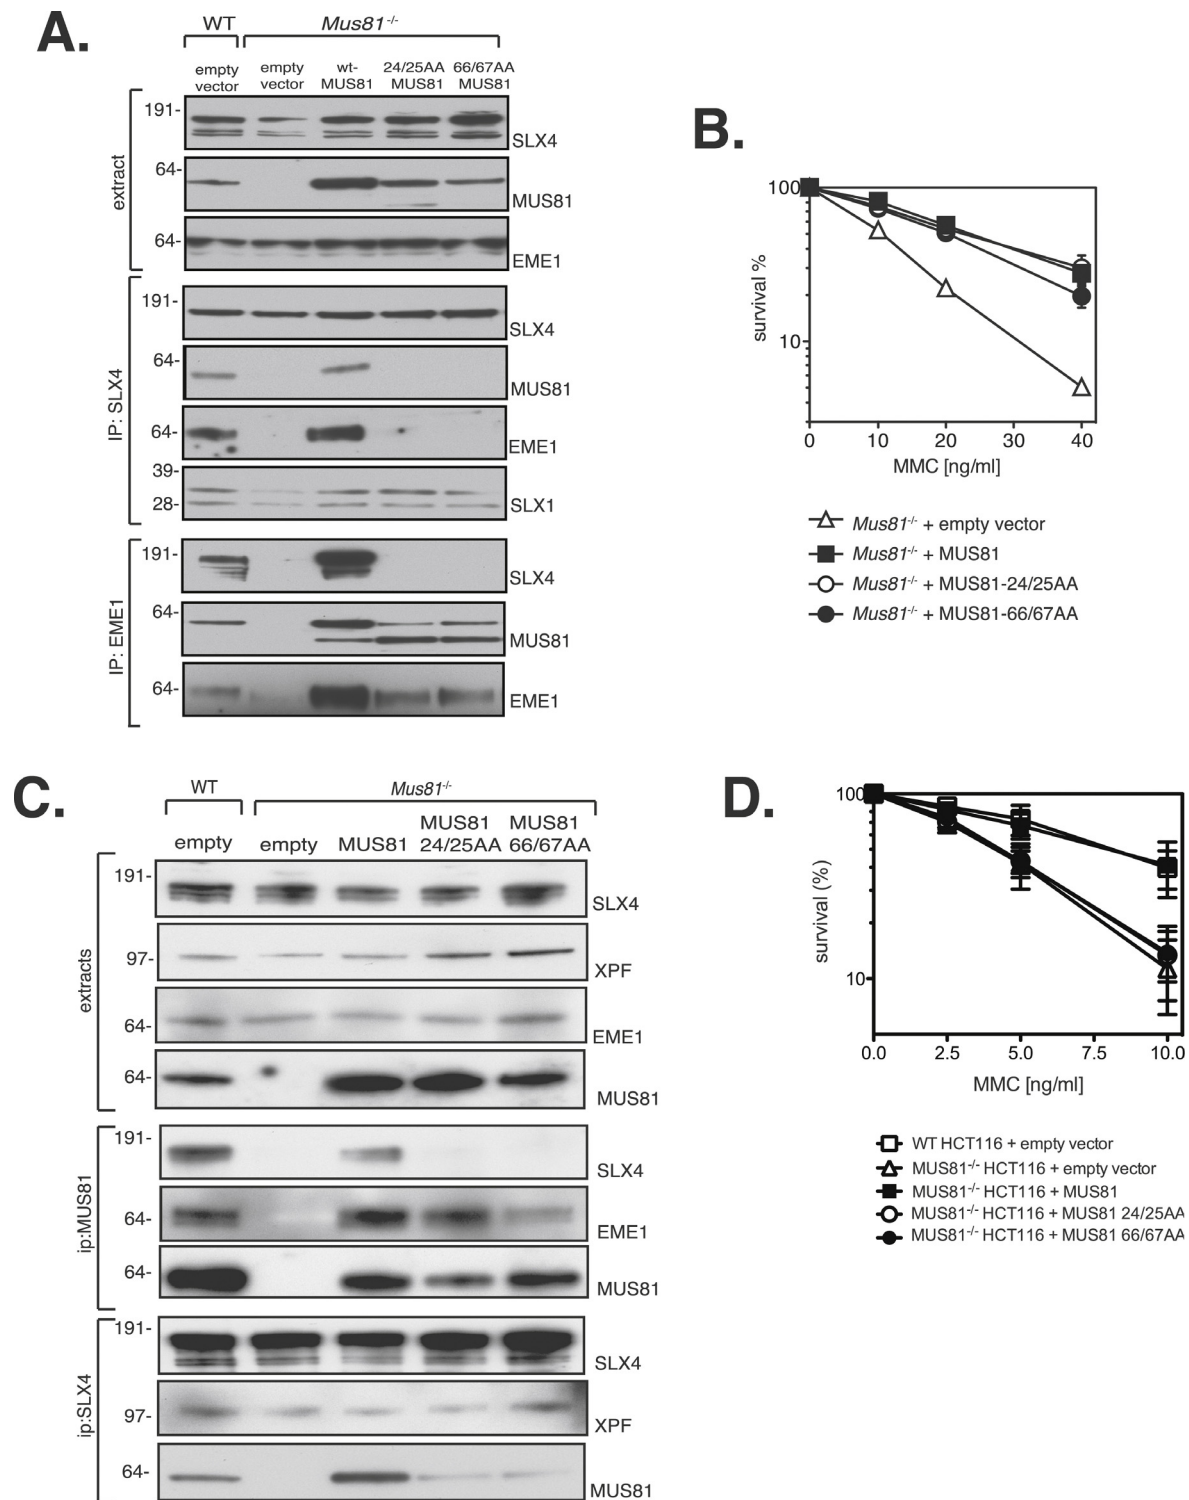 A.
WT
Mus81-/-
empty vector
empty vector
wt-MUS81
24/25AA MUS81
66/67AA MUS81
extract
191-
SLX4
64-
MUS81
64-
EME1
IP: SLX4
191-
SLX4
64-
MUS81
64-
EME1
39-
28-
SLX1
IP: EME1
191-
SLX4
64-
MUS81
64-
EME1
B.
survival %
100
10
0 10 20 30 40
MMC [ng/ml]
Mus81-/- + empty vector
Mus81-/- + MUS81
Mus81-/- + MUS81-24/25AA
Mus81-/- + MUS81-66/67AA
C.
WT
Mus81-/-
empty
empty
MUS81
MUS81 24/25AA
MUS81 66/67AA
extracts
191-
SLX4
97-
XPF
64-
EME1
64-
MUS81
ip:MUS81
191-
SLX4
64-
EME1
64-
MUS81
ip:SLX4
191-
SLX4
97-
XPF
64-
MUS81
D.
survival (%)
100
10
0.0 2.5 5.0 7.5 10.0
MMC [ng/ml]
WT HCT116 + empty vector
MUS81-/- HCT116 + empty vector
MUS81-/- HCT116 + MUS81
MUS81-/- HCT116 + MUS81 24/25AA
MUS81-/- HCT116 + MUS81 66/67AA